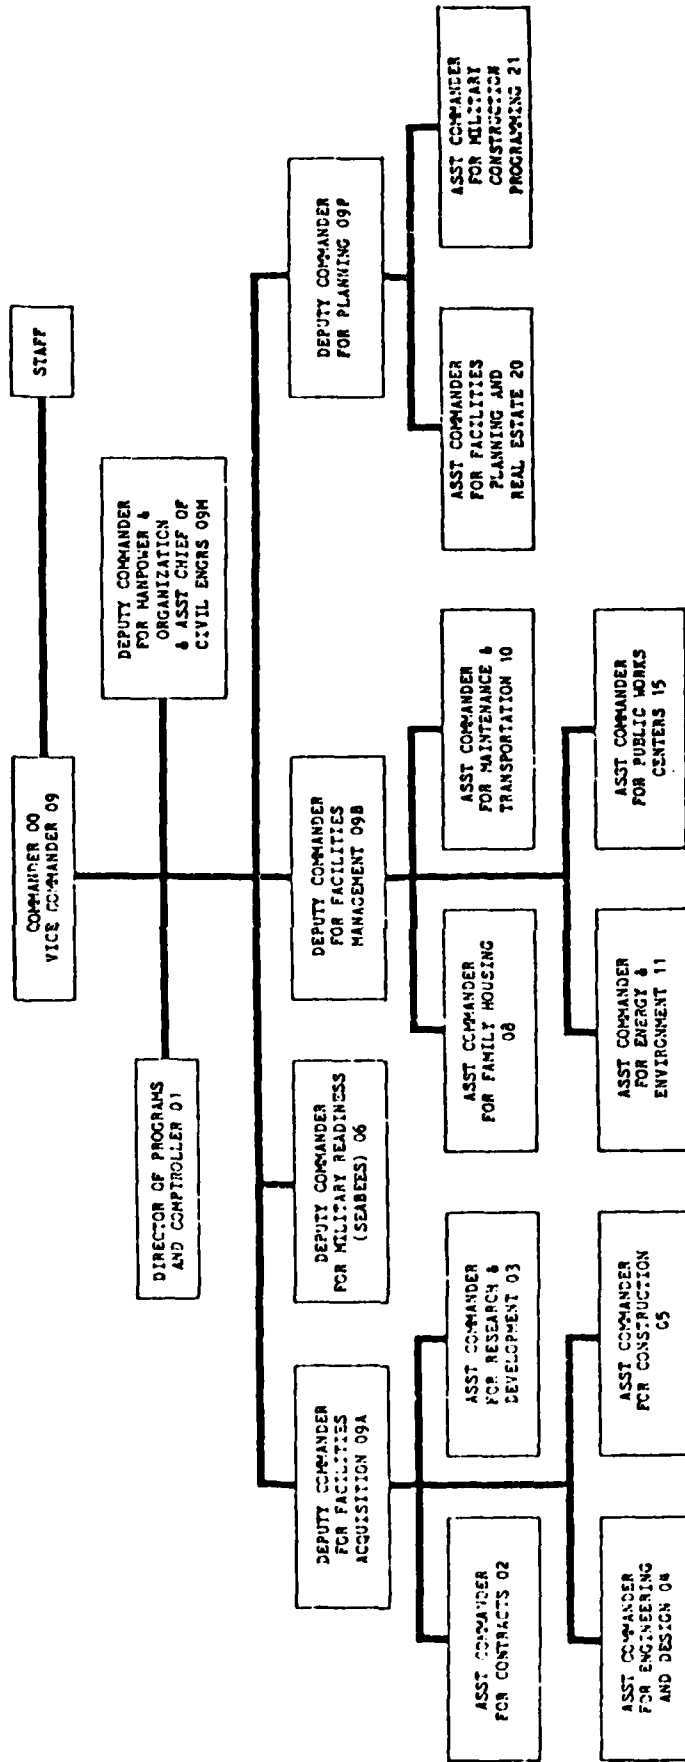 COMMANDER 00
VICE COMMANDER 09
STAFF
DIRECTOR OF PROGRAMS
AND COMPTROLLER 01
DEPUTY COMMANDER
FOR MANPOWER &
ORGANIZATION
& ASST CHIEF OF
CIVIL ENGRS 09M
DEPUTY COMMANDER
FOR FACILITIES
ACQUISITION 09A
DEPUTY COMMANDER
FOR MILITARY READINESS
(SEABEES) 06
DEPUTY COMMANDER
FOR FACILITIES
MANAGEMENT 09B
DEPUTY COMMANDER
FOR PLANNING 09P
ASST COMMANDER
FOR CONTRACTS 02
ASST COMMANDER
FOR RESEARCH &
DEVELOPMENT 03
ASST COMMANDER
FOR FAMILY HOUSING
08
ASST COMMANDER
FOR MAINTENANCE &
TRANSPORTATION 10
ASST COMMANDER
FOR FACILITIES
PLANNING AND
REAL ESTATE 20
ASST COMMANDER
FOR MILITARY
CONSTRUCTION
PROGRAMMING 21
ASST COMMANDER
FOR ENGINEERING
AND DESIGN 04
ASST COMMANDER
FOR CONSTRUCTION
05
ASST COMMANDER
FOR ENERGY &
ENVIRONMENT 11
ASST COMMANDER
FOR PUBLIC WORKS
CENTERS 15